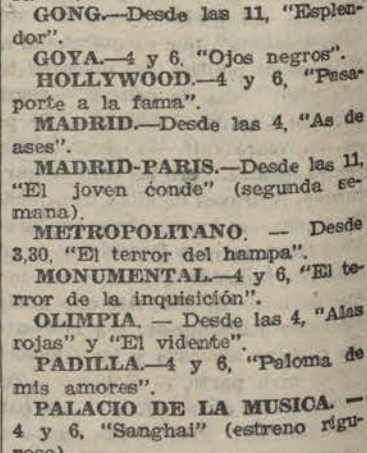 GONG.—Desde las 11, "Esplen-
dor".
GOYA.—4 y 6, "Ojos negros".
HOLLYWOOD.—4 y 6, "Pasa-
porte a la fama".
MADRID.—Desde las 4, "As de
ases".
MADRID-PARIS.—Desde las 11,
"El joven conde" (segunda se-
mana).
METROPOLITANO. — Desde
3,30, "El terror del hampa".
MONUMENTAL.—4 y 6, "El te-
rror de la inquisición".
OLIMPIA. — Desde las 4, "Alas
rojas" y "El vidente".
PADILLA.—4 y 6, "Paloma de
mis amores".
PALACIO DE LA MUSICA. —
4 y 6, "Sanghai" (estreno rigu-